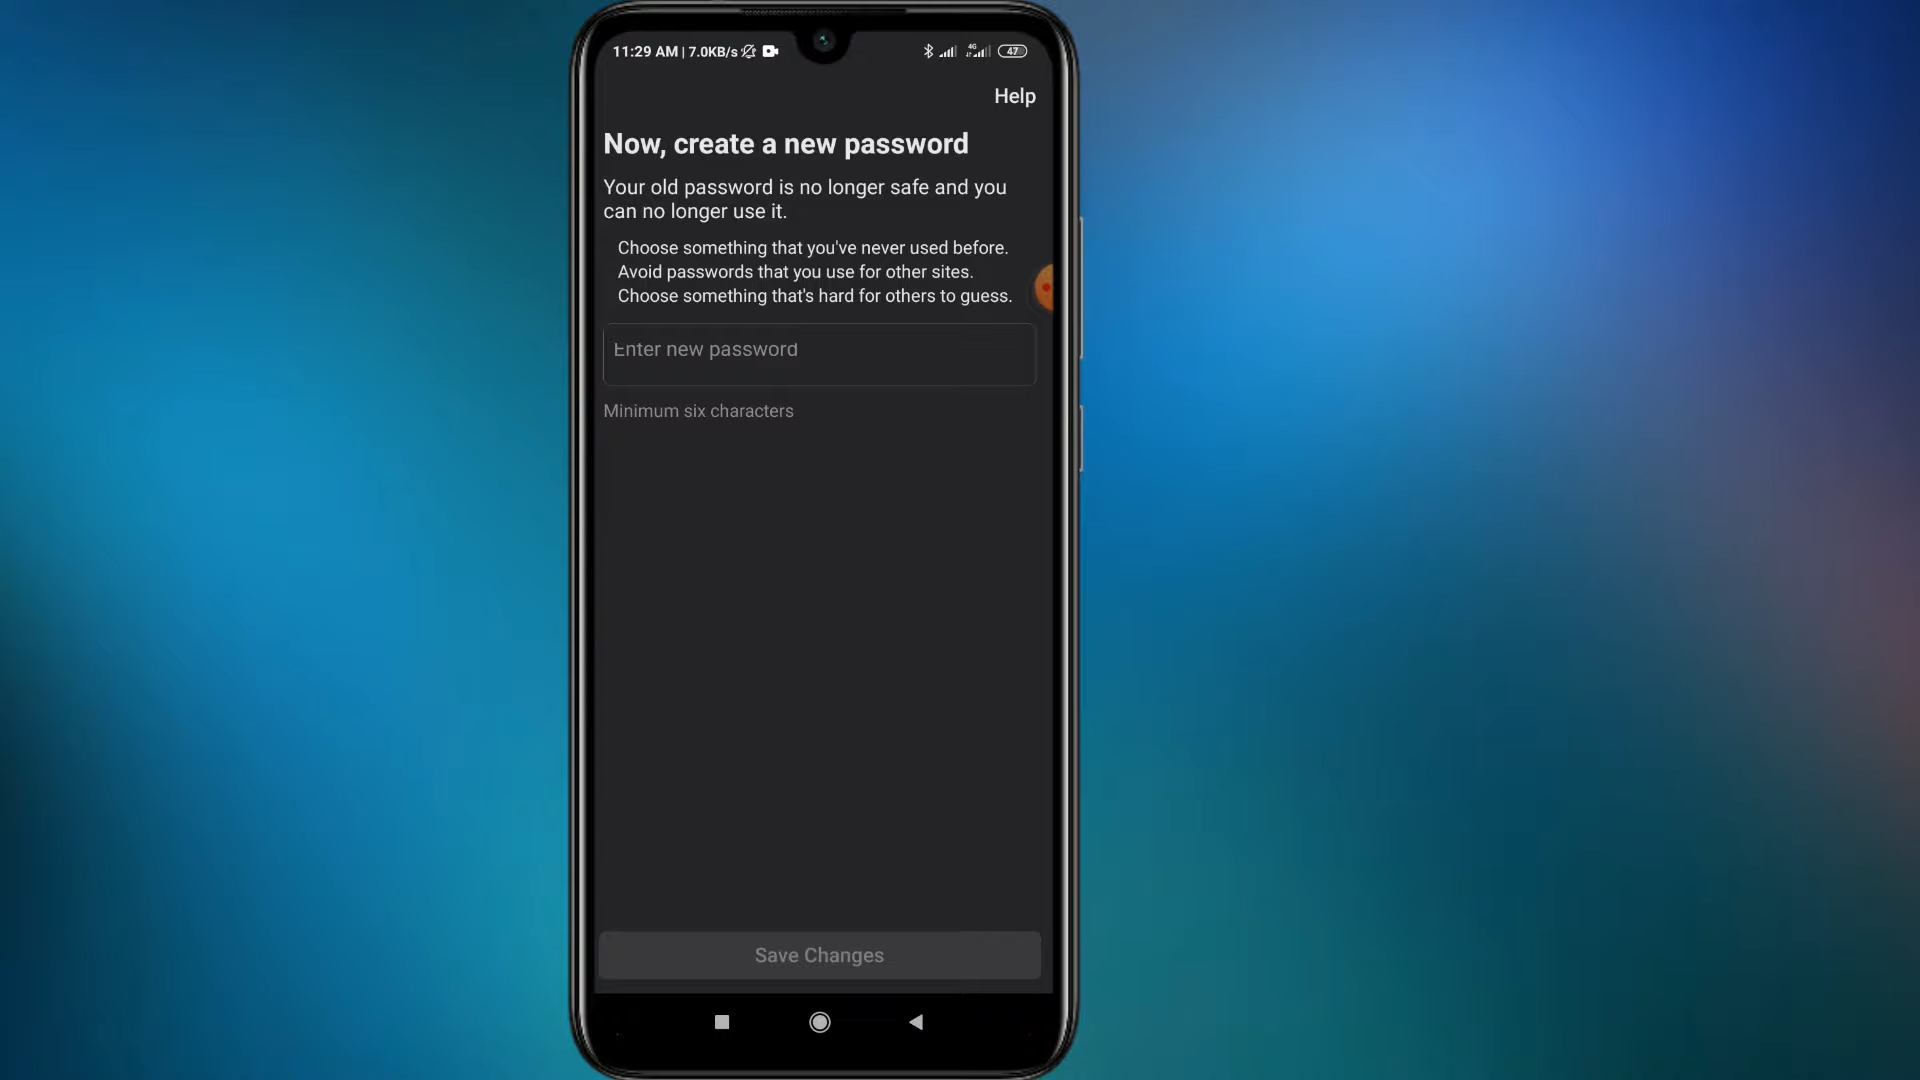 11:29 AM | 7.0KB/s 4G 47
Help
Now, create a new password
Your old password is no longer safe and you
can no longer use it.
Choose something that you've never used before.
Avoid passwords that you use for other sites.
Choose something that's hard for others to guess.
Enter new password
Minimum six characters
Save Changes